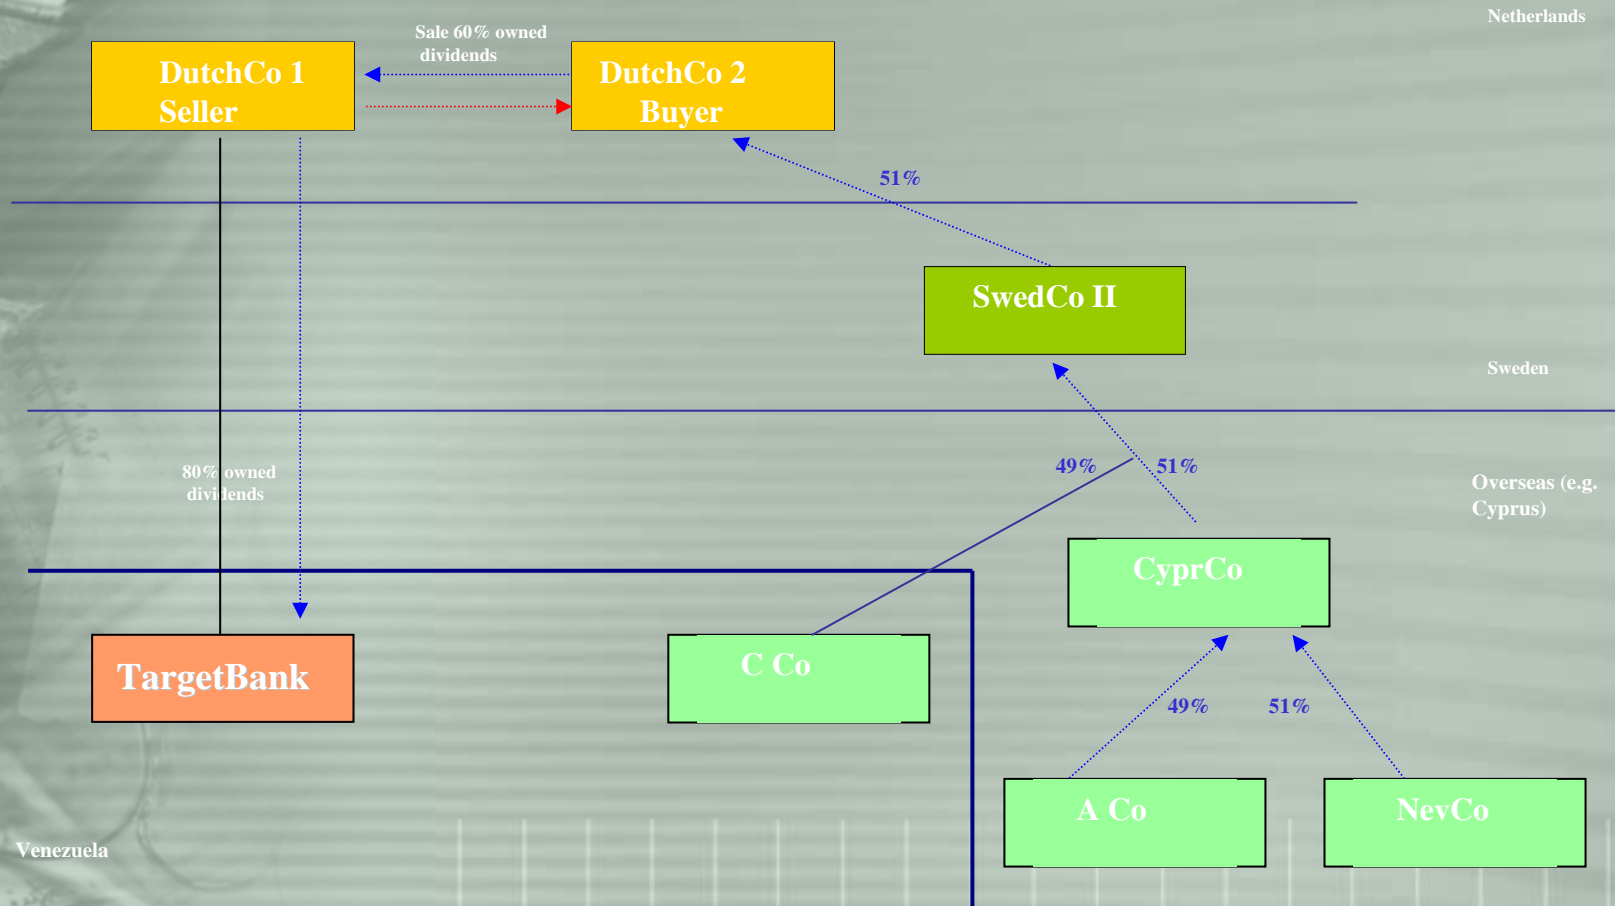 Netherlands
Sale 60% owned
dividends
DutchCo 1
Seller
DutchCo 2
Buyer
51%
SwedCo II
Sweden
80% owned
dividends
49%
51%
Overseas (e.g.
Cyprus)
CyprCo
TargetBank
C Co
49%
51%
A Co
NevCo
Venezuela